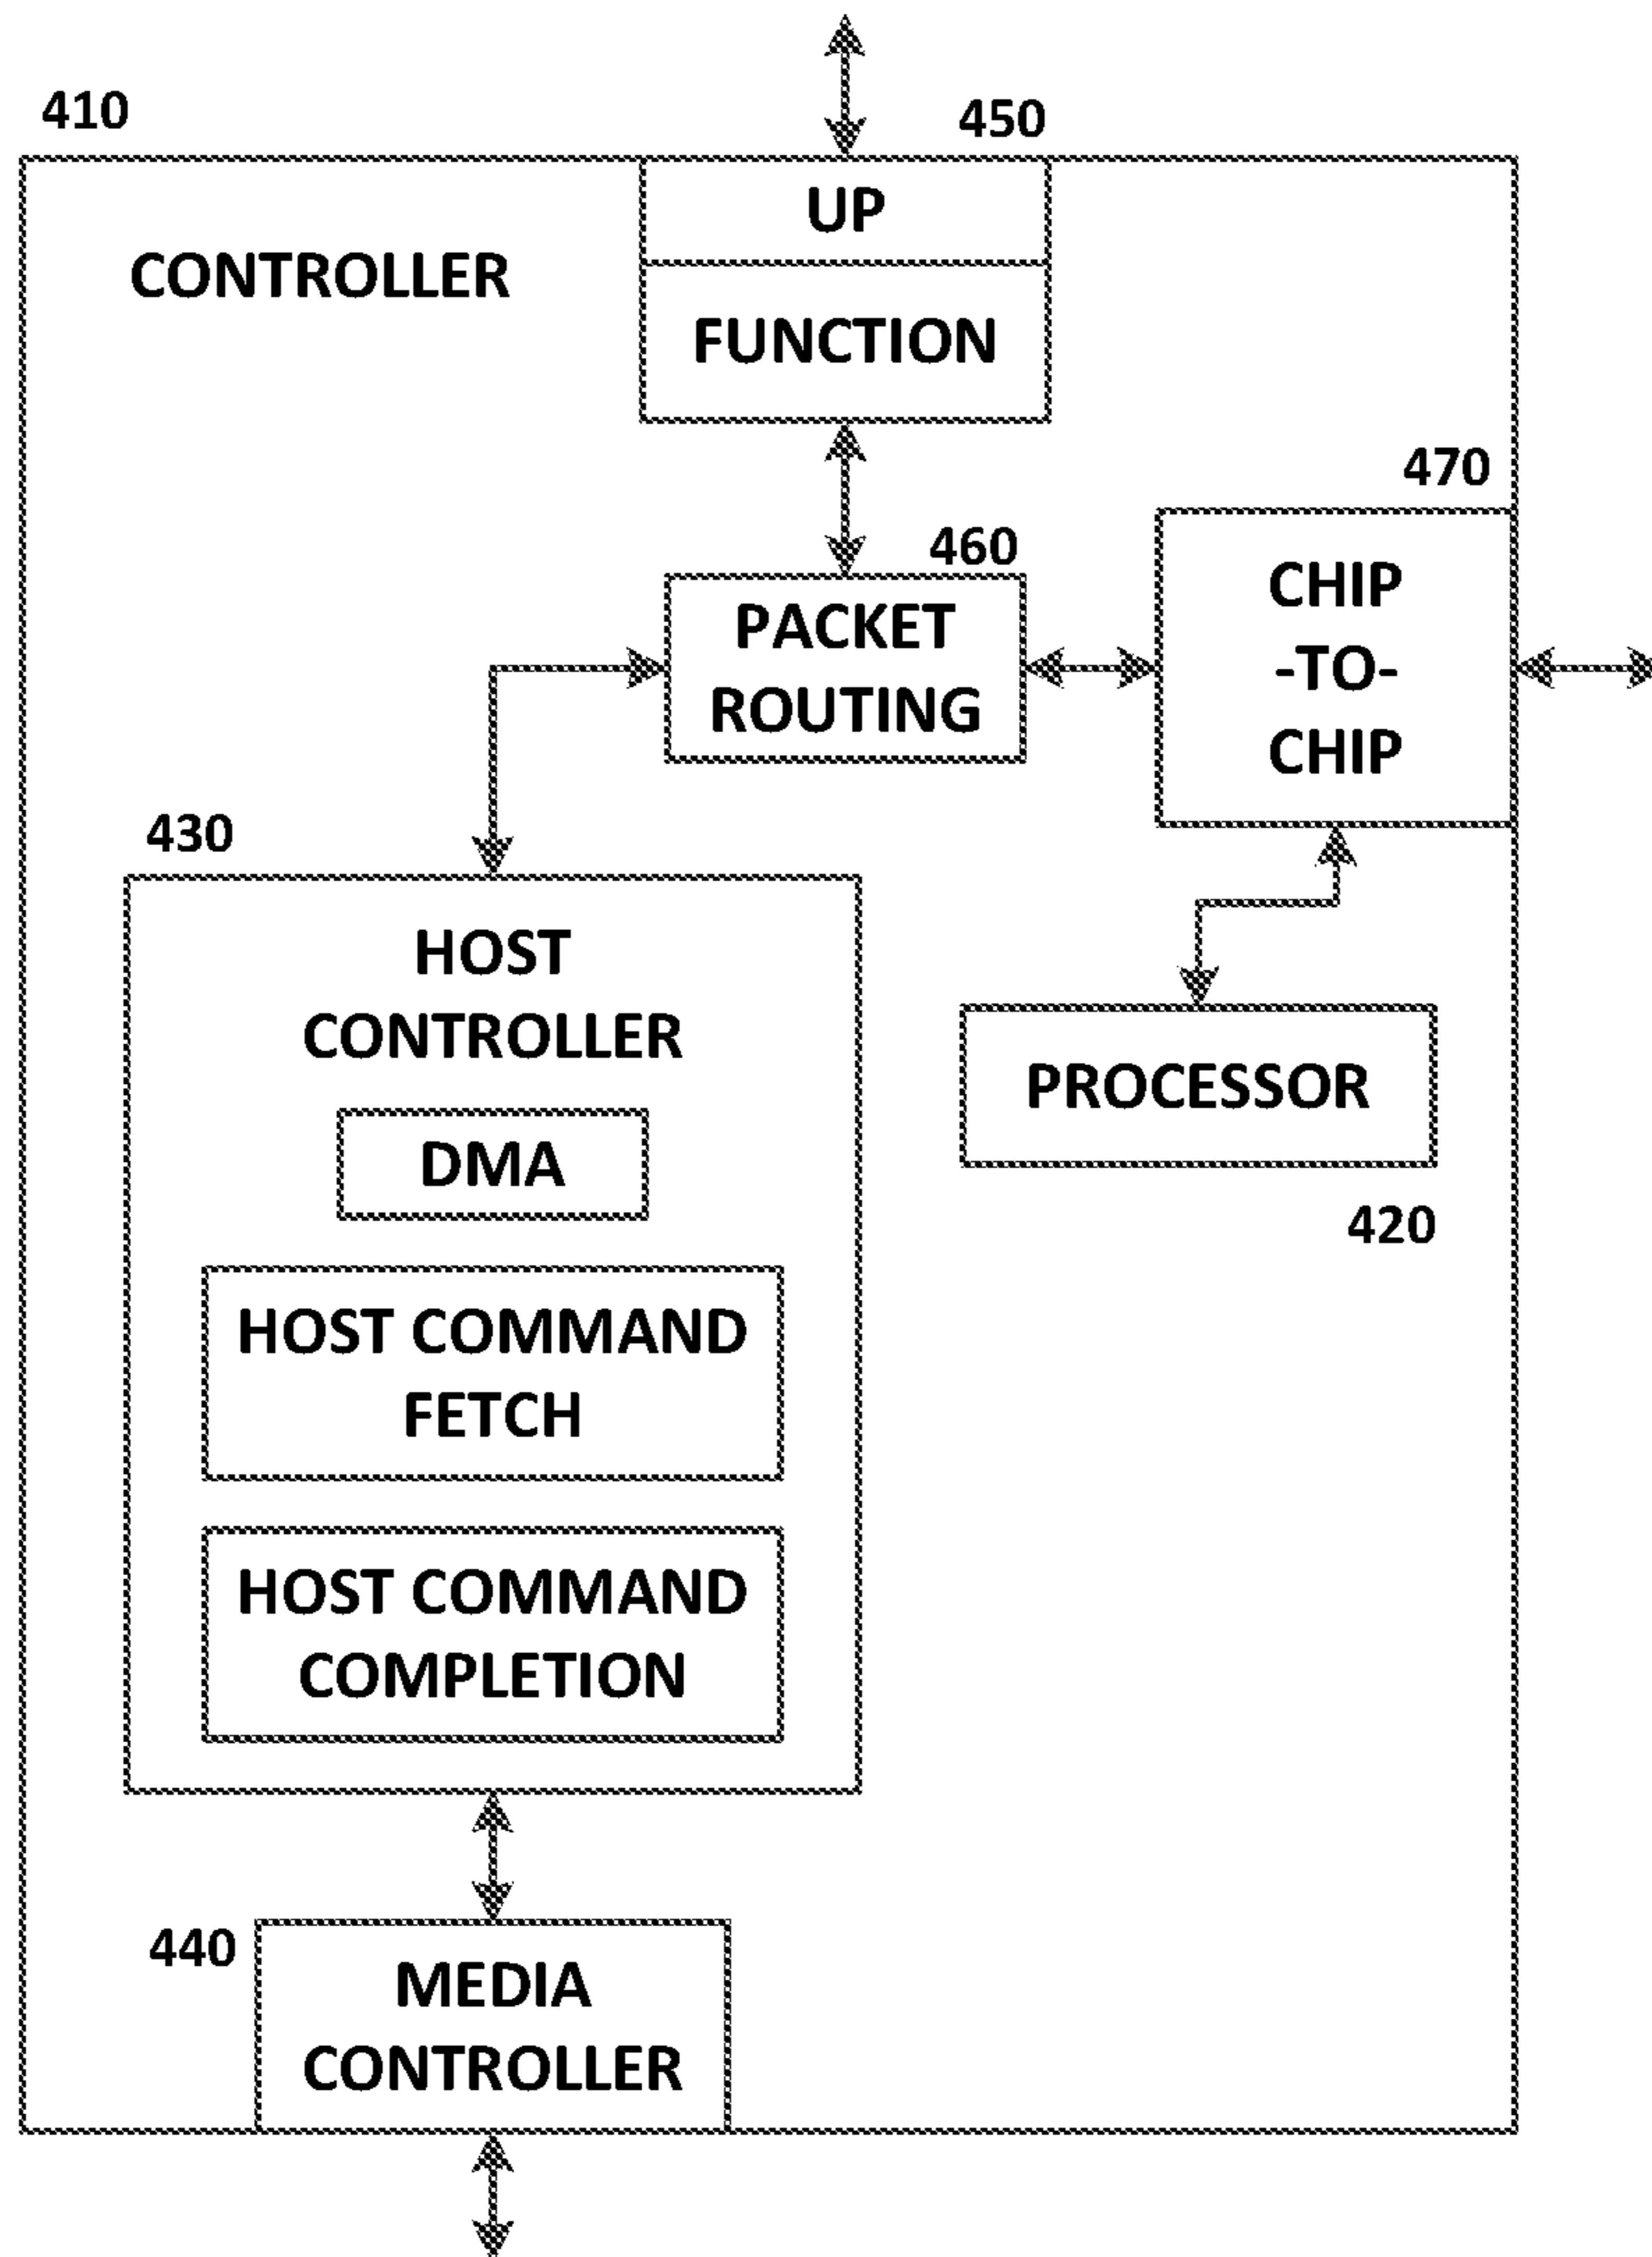 410
450
UP
CONTROLLER
FUNCTION
470
460
CHIP
-TO-
CHIP
PACKET
ROUTING
430
HOST
CONTROLLER
PROCESSOR
420
DMA
HOST COMMAND
FETCH
HOST COMMAND
COMPLETION
440
MEDIA
CONTROLLER